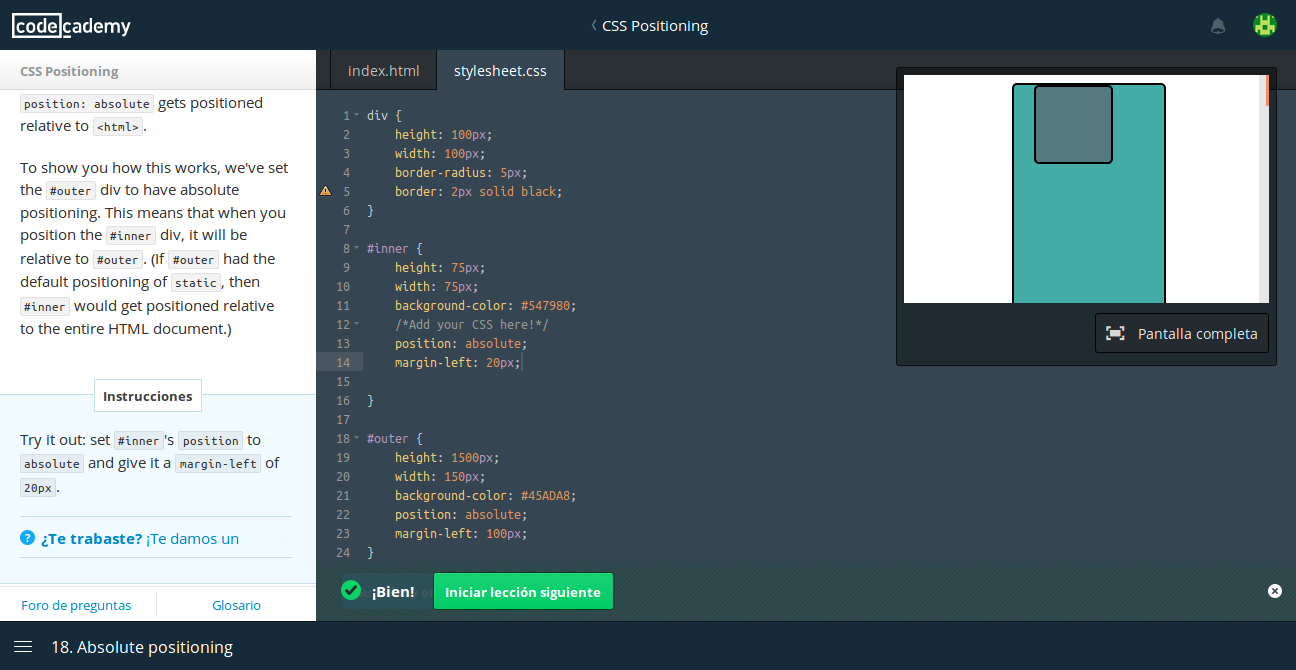 codecademy
CSS Positioning
CSS Positioning
position: absolute gets positioned
relative to <html>.
To show you how this works, we've set
the #outer div to have absolute
positioning. This means that when you
position the #inner div, it will be
relative to #outer. (If #outer had the
default positioning of static, then
#inner would get positioned relative
to the entire HTML document.)
Instrucciones
Try it out: set #inner's position to
absolute and give it a margin-left of
20px.
? ¿Te trabaste? ¡Te damos un
Foro de preguntas Glosario
index.html stylesheet.css
1 div {
2 height: 100px;
3 width: 100px;
4 border-radius: 5px;
5 border: 2px solid black;
6 }
7
8 #inner {
9 height: 75px;
10 width: 75px;
11 background-color: #547980;
12 /*Add your CSS here!*/
13 position: absolute;
14 margin-left: 20px;
15
16 }
17
18 #outer {
19 height: 1500px;
20 width: 150px;
21 background-color: #45ADA8;
22 position: absolute;
23 margin-left: 100px;
24 }
Pantalla completa
¡Bien! Iniciar lección siguiente
18. Absolute positioning